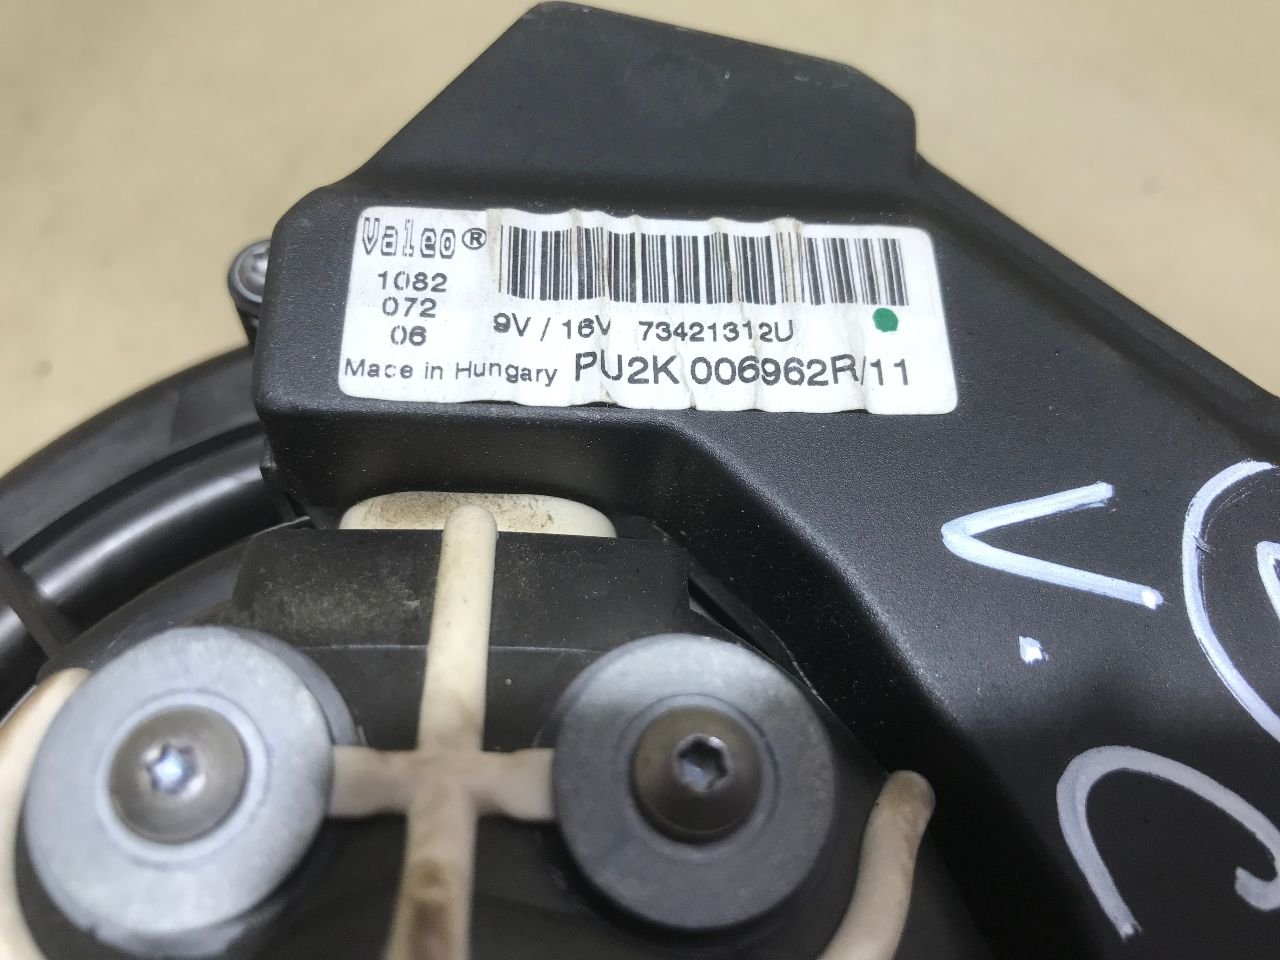 Valeo®
1082
072
06
9V / 16V 73421312U
Made in Hungary PU2K 006962R/11
V.